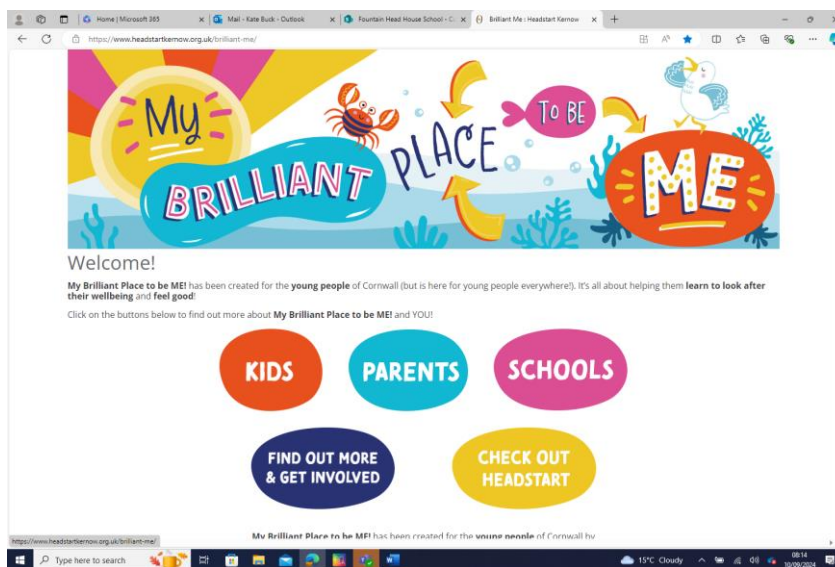 Home | Microsoft 365
Mail - Kate Buck - Outlook
Fountain Head House School - C
Brilliant Me : Headstart Kernow
https://www.headstartkernow.org.uk/brilliant-me/
My
BRILLIANT
PLACE
TO BE
ME
Welcome!
My Brilliant Place to be ME! has been created for the young people of Cornwall (but is here for young people everywhere!). It's all about helping them learn to look after
their wellbeing and feel good!
Click on the buttons below to find out more about My Brilliant Place to be ME! and YOU!
KIDS
PARENTS
SCHOOLS
FIND OUT MORE
& GET INVOLVED
CHECK OUT
HEADSTART
My Brilliant Place to be ME! has been created for the young people of Cornwall by
https://www.headstartkernow.org.uk/brilliant-me/
Type here to search
15°C Cloudy
08:14
10/09/2024